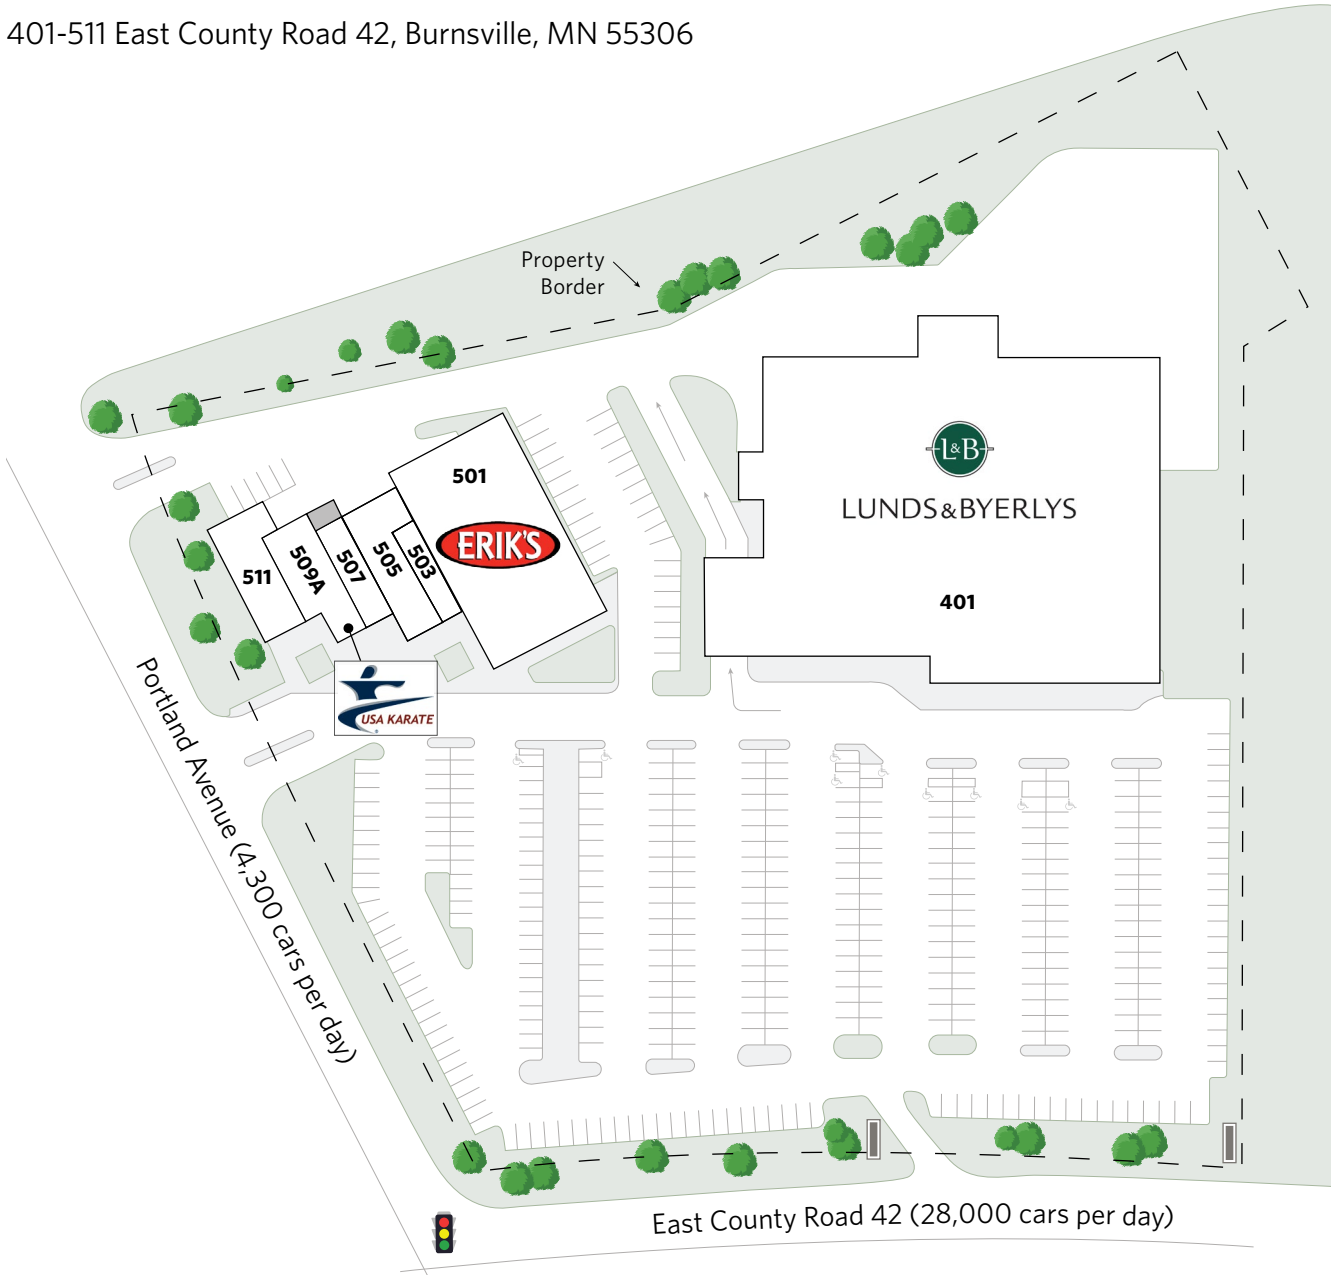 401-511 East County Road 42, Burnsville, MN 55306
Property
Border
501
ERIK'S
511
509A
507
505
503
USA KARATE
L&B
LUNDS&BYERLYS
401
Portland Avenue (4,300 cars per day)
East County Road 42 (28,000 cars per day)